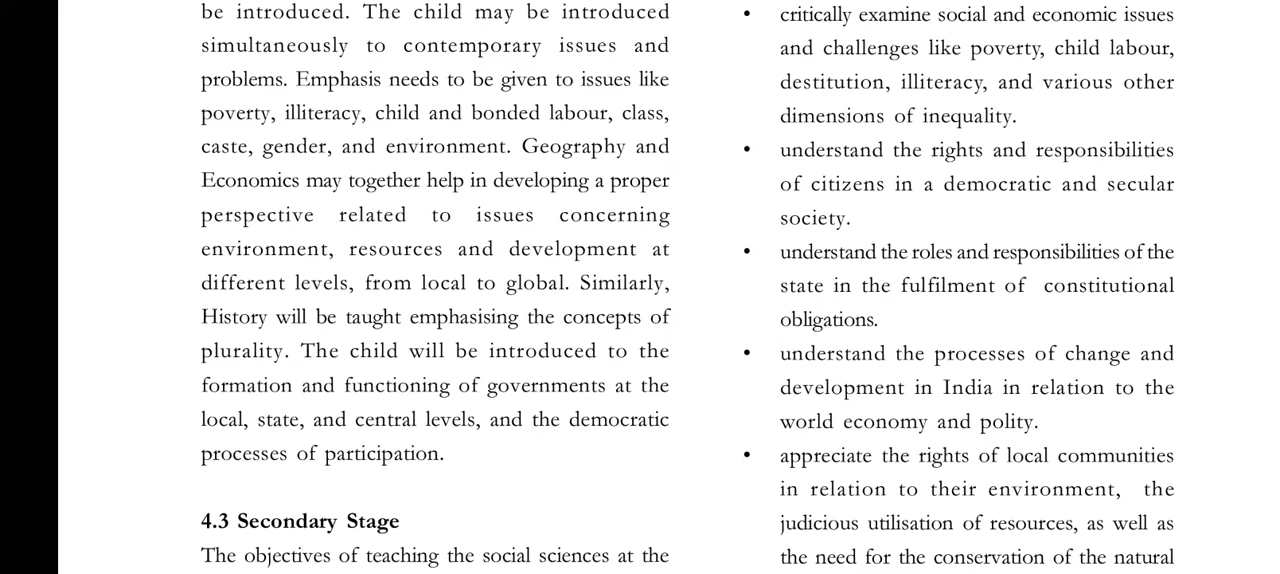 be introduced. The child may be introduced
simultaneously to contemporary issues and
problems. Emphasis needs to be given to issues like
poverty, illiteracy, child and bonded labour, class,
caste, gender, and environment. Geography and
Economics may together help in developing a proper
perspective related to issues concerning
environment, resources and development at
different levels, from local to global. Similarly,
History will be taught emphasising the concepts of
plurality. The child will be introduced to the
formation and functioning of governments at the
local, state, and central levels, and the democratic
processes of participation.
4.3 Secondary Stage
The objectives of teaching the social sciences at the
• critically examine social and economic issues
and challenges like poverty, child labour,
destitution, illiteracy, and various other
dimensions of inequality.
• understand the rights and responsibilities
of citizens in a democratic and secular
society.
• understand the roles and responsibilities of the
state in the fulfilment of constitutional
obligations.
• understand the processes of change and
development in India in relation to the
world economy and polity.
• appreciate the rights of local communities
in relation to their environment, the
judicious utilisation of resources, as well as
the need for the conservation of the natural